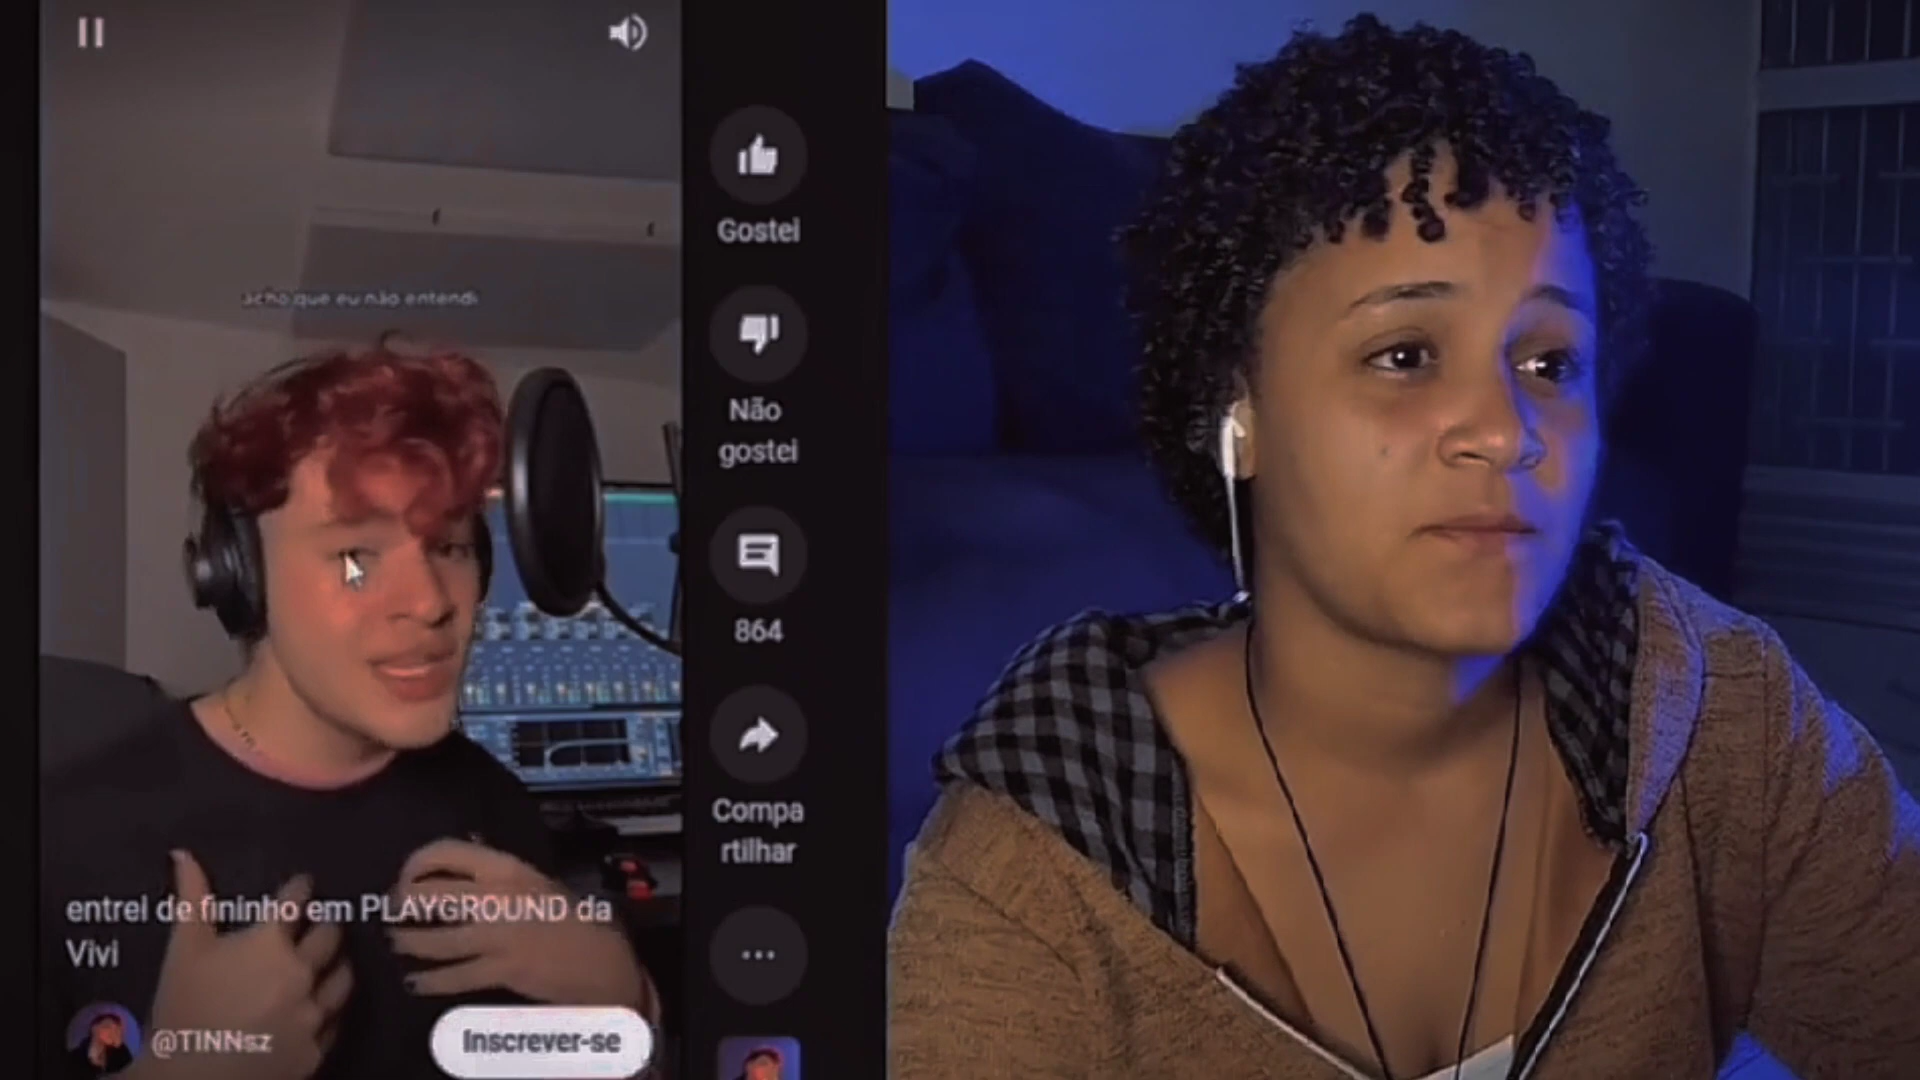 acho que eu não entendi
Gostei
Não
gostei
864
Compa
rtilhar
entrei de fininho em PLAYGROUND da
Vivi
@TINNsz
Inscrever-se